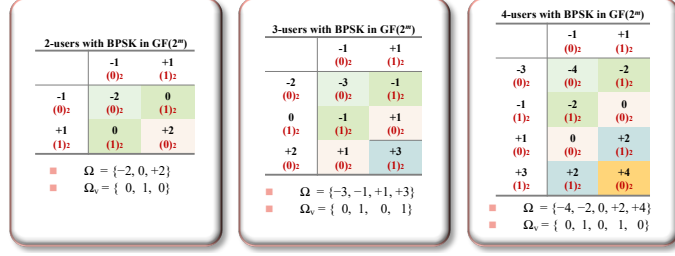 2-users with BPSK in GF(2ᵐ)
-1 +1
(0)₂ (1)₂
-1 -2 0
(0)₂ (0)₂ (1)₂
+1 0 +2
(1)₂ (1)₂ (0)₂
Ω = {−2, 0, +2}
Ωᵥ = { 0, 1, 0}
3-users with BPSK in GF(2ᵐ)
-1 +1
(0)₂ (1)₂
-2 -3 -1
(0)₂ (0)₂ (1)₂
0 -1 +1
(1)₂ (1)₂ (0)₂
+2 +1 +3
(0)₂ (0)₂ (1)₂
Ω = {−3, −1, +1, +3}
Ωᵥ = { 0, 1, 0, 1}
4-users with BPSK in GF(2ᵐ)
-1 +1
(0)₂ (1)₂
-3 -4 -2
(0)₂ (0)₂ (1)₂
-1 -2 0
(1)₂ (1)₂ (0)₂
+1 0 +2
(0)₂ (0)₂ (1)₂
+3 +2 +4
(1)₂ (1)₂ (0)₂
Ω = {−4, −2, 0, +2, +4}
Ωᵥ = { 0, 1, 0, 1, 0}